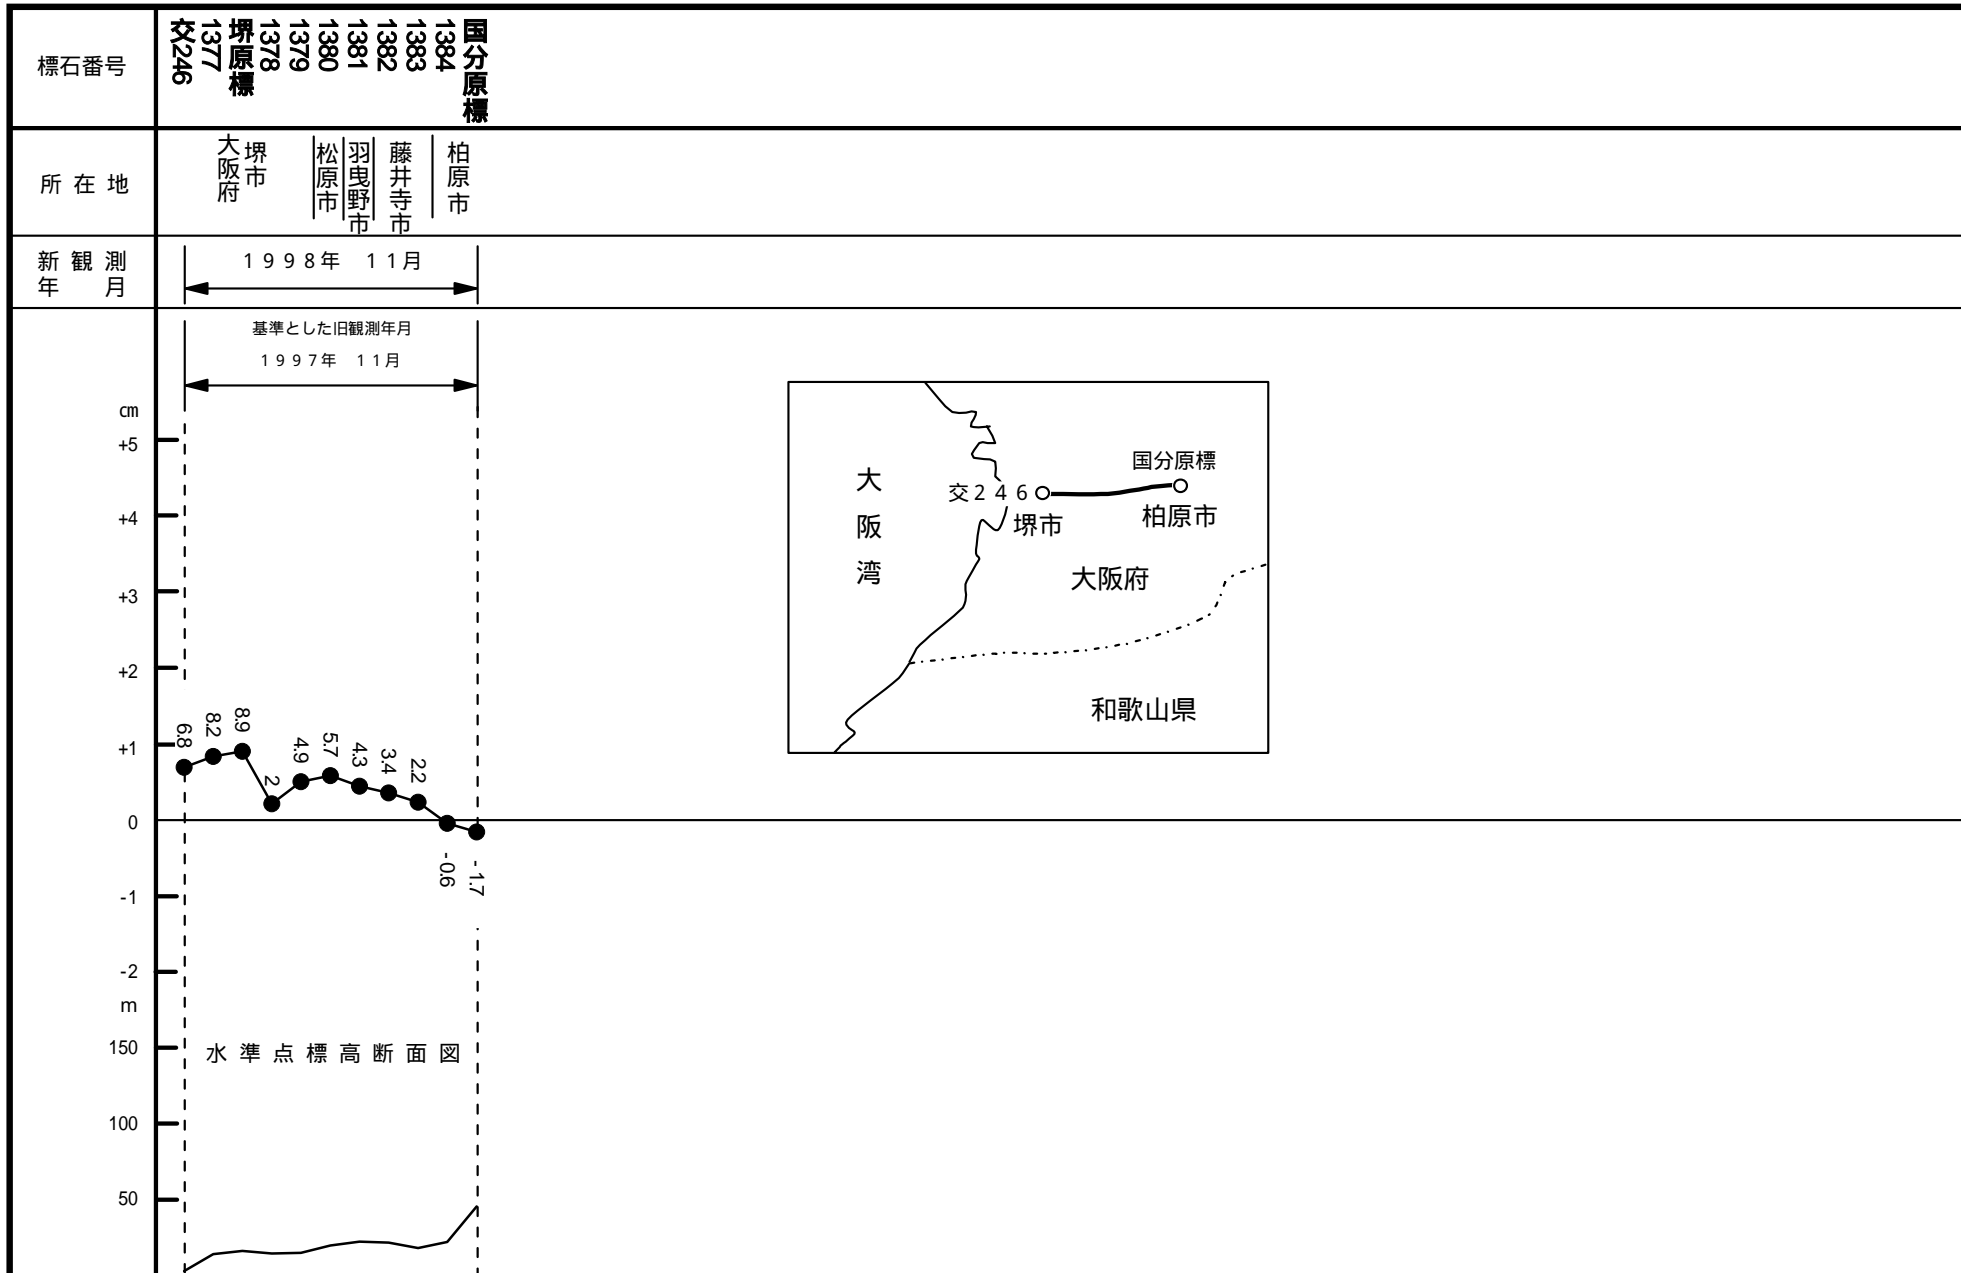 標石番号
交246
1377
堺原標
1378
1379
1380
1381
1382
1383
1384
国分原標
所在地
大阪府
堺市
松原市
羽曳野市
藤井寺市
柏原市
新観測
年 月
1998年 11月
基準とした旧観測年月
1997年 11月
cm
+5
+4
+3
+2
+1
0
-1
-2
6.8
8.2
8.9
2
4.9
5.7
4.3
3.4
2.2
-0.6
-1.7
大阪湾
国分原標
交246
堺市
柏原市
大阪府
和歌山県
m
150
水準点標高断面図
100
50